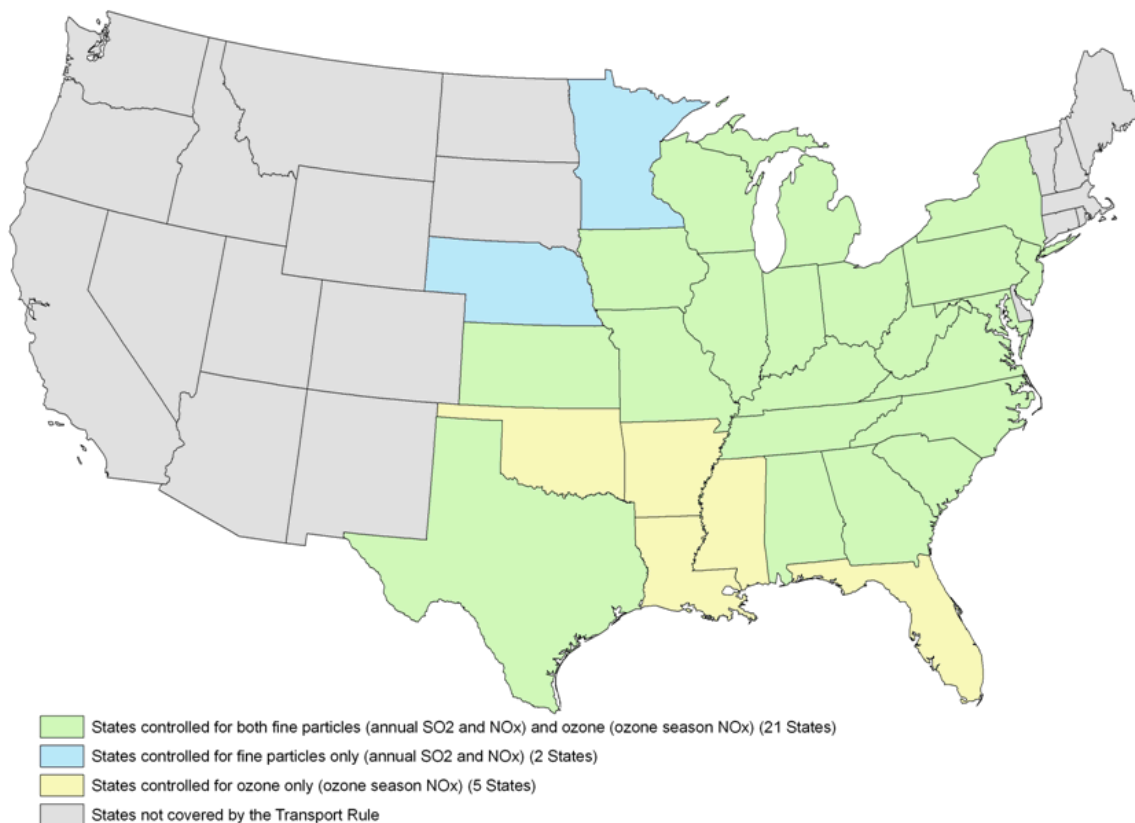 States controlled for both fine particles (annual SO2 and NOx) and ozone (ozone season NOx) (21 States)
States controlled for fine particles only (annual SO2 and NOx) (2 States)
States controlled for ozone only (ozone season NOx) (5 States)
States not covered by the Transport Rule